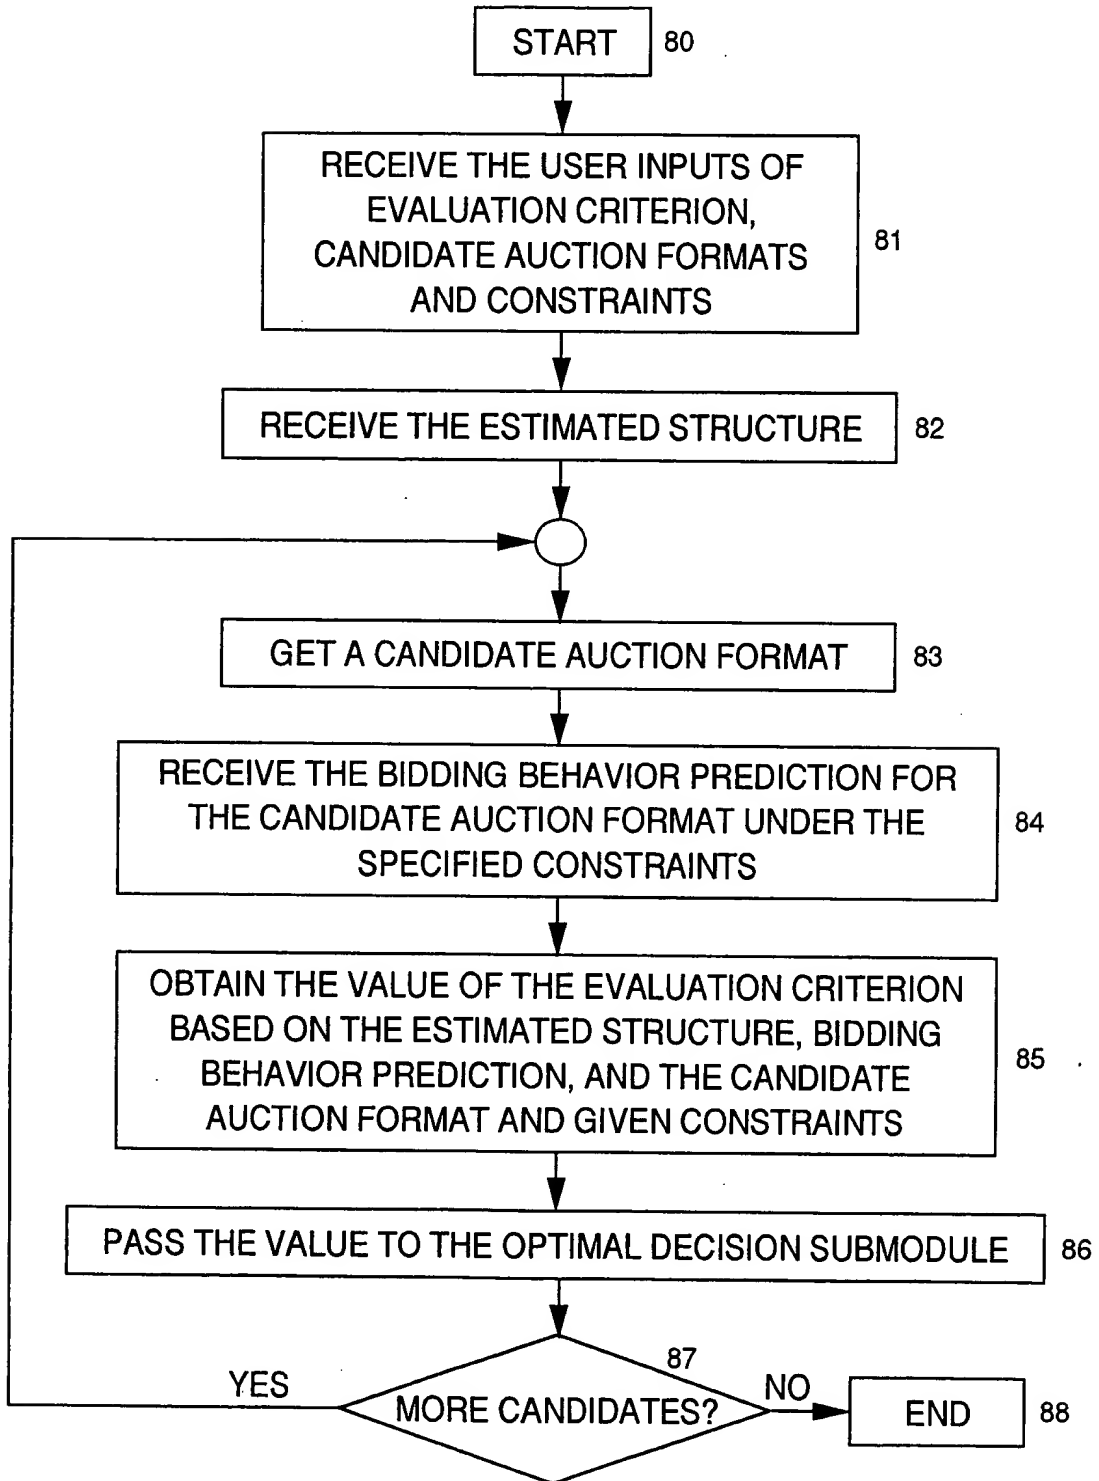 START 80
RECEIVE THE USER INPUTS OF
EVALUATION CRITERION,
CANDIDATE AUCTION FORMATS
AND CONSTRAINTS
81
RECEIVE THE ESTIMATED STRUCTURE 82
GET A CANDIDATE AUCTION FORMAT 83
RECEIVE THE BIDDING BEHAVIOR PREDICTION FOR
THE CANDIDATE AUCTION FORMAT UNDER THE
SPECIFIED CONSTRAINTS
84
OBTAIN THE VALUE OF THE EVALUATION CRITERION
BASED ON THE ESTIMATED STRUCTURE, BIDDING
BEHAVIOR PREDICTION, AND THE CANDIDATE
AUCTION FORMAT AND GIVEN CONSTRAINTS
85
PASS THE VALUE TO THE OPTIMAL DECISION SUBMODULE 86
87
YES
MORE CANDIDATES?
NO
END 88